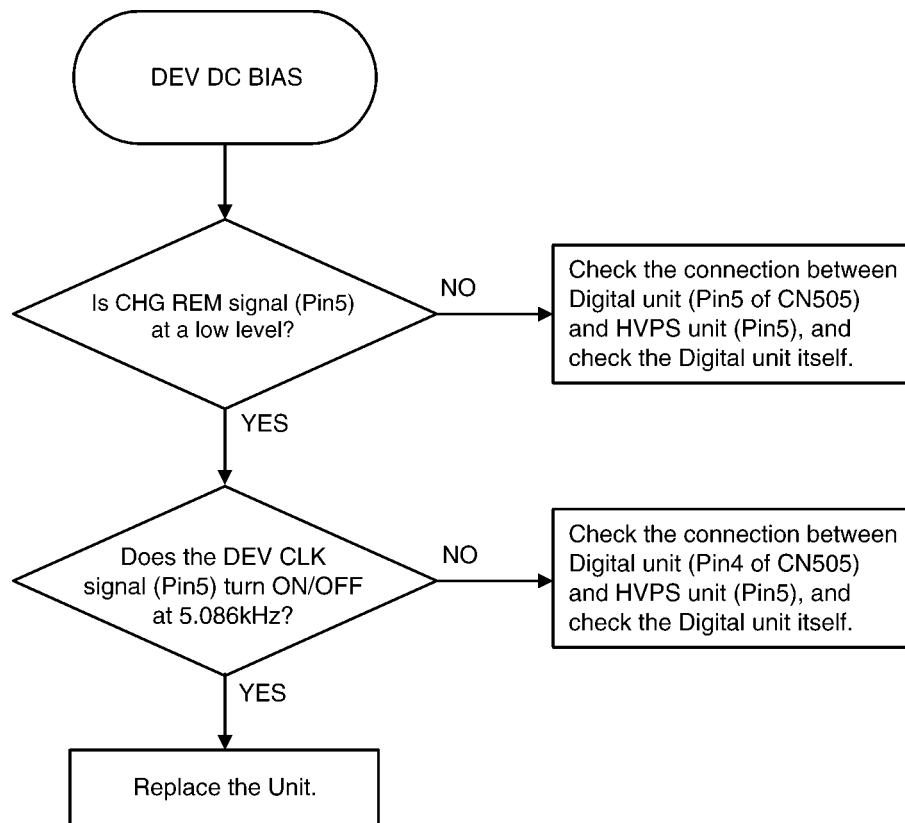 DEV DC BIAS
Is CHG REM signal (Pin5)
at a low level?
NO
Check the connection between
Digital unit (Pin5 of CN505)
and HVPS unit (Pin5), and
check the Digital unit itself.
YES
Does the DEV CLK
signal (Pin5) turn ON/OFF
at 5.086kHz?
NO
Check the connection between
Digital unit (Pin4 of CN505)
and HVPS unit (Pin5), and
check the Digital unit itself.
YES
Replace the Unit.